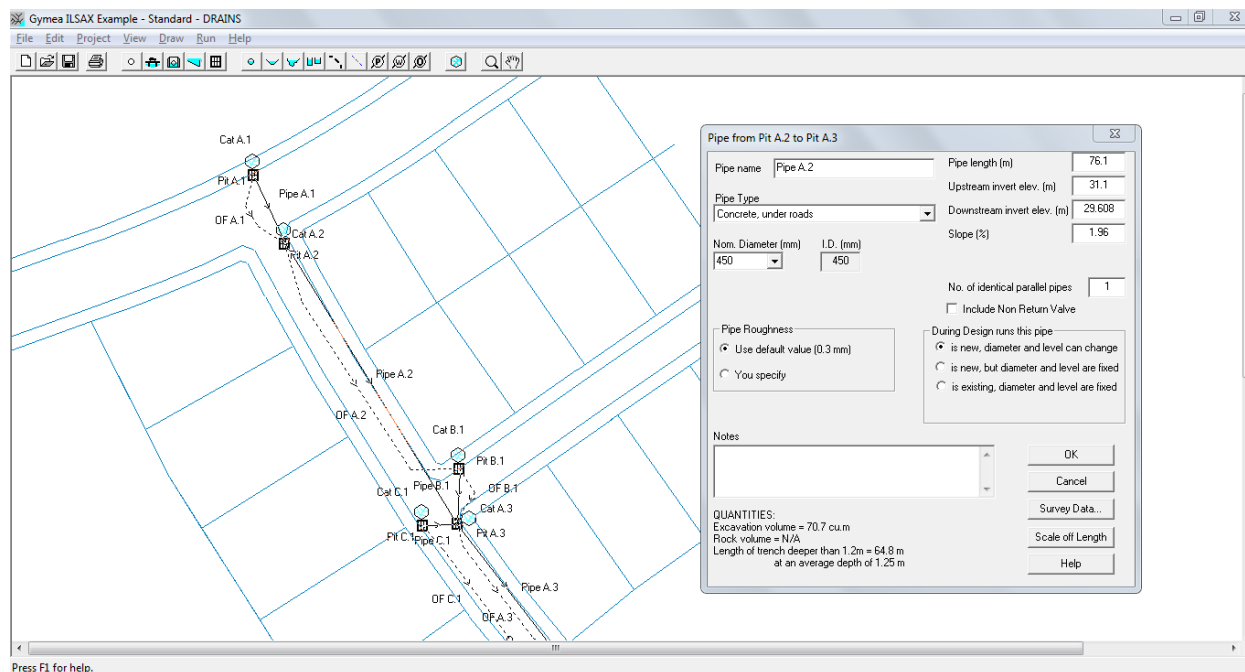 Gymea ILSAX Example - Standard - DRAINS
File Edit Project View Draw Run Help
Cat A.1
Pit A.1
Pipe A.1
OF A.1
Cat A.2
Pit A.2
Pipe A.2
OF A.2
Cat B.1
Pit B.1
Cat C.1
Pipe B.1
OF B.1
Cat A.3
Pit C.1
Pipe C.1
Pit A.3
Pipe A.3
OF C.1
OF A.3
Pipe from Pit A.2 to Pit A.3
Pipe name Pipe A.2
Pipe Type
Concrete, under roads
Nom. Diameter (mm) I.D. (mm)
450 450
Pipe length (m) 76.1
Upstream invert elev. (m) 31.1
Downstream invert elev. (m) 29.608
Slope (%) 1.96
No. of identical parallel pipes 1
Include Non Return Valve
Pipe Roughness
Use default value (0.3 mm)
You specify
During Design runs this pipe
is new, diameter and level can change
is new, but diameter and level are fixed
is existing, diameter and level are fixed
Notes
OK
Cancel
Survey Data...
Scale off Length
Help
QUANTITIES:
Excavation volume = 70.7 cu.m
Rock volume = N/A
Length of trench deeper than 1.2m = 64.8 m
at an average depth of 1.25 m
Press F1 for help.